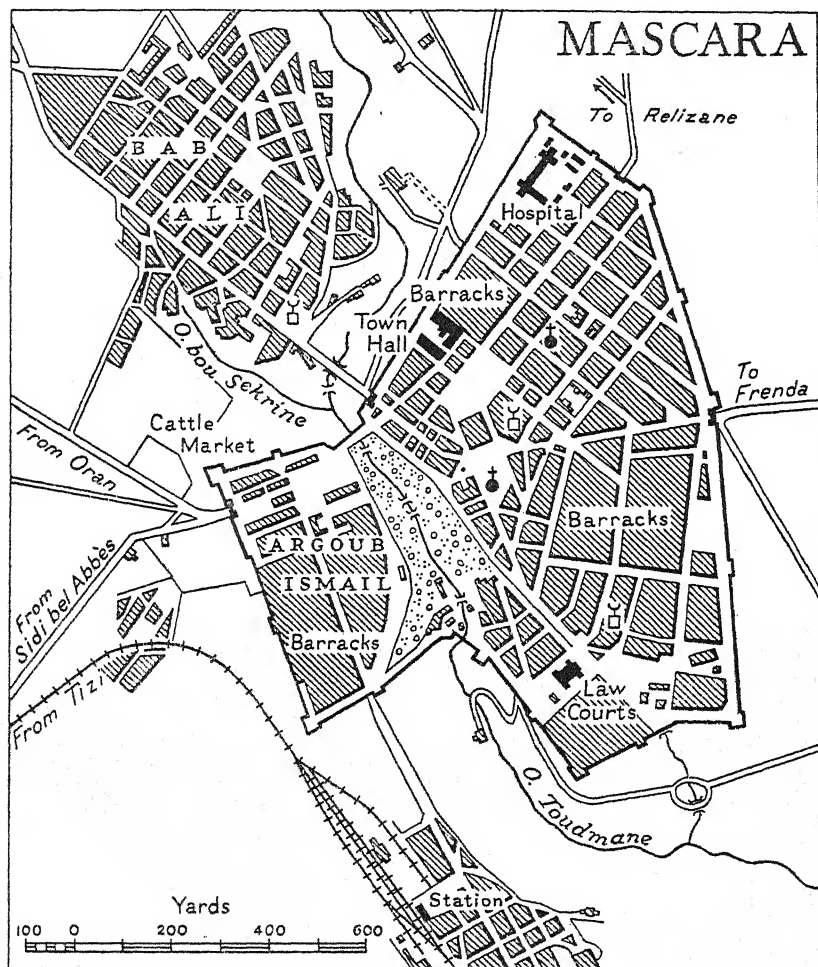 MASCARA
To Relizane
BAB
ALI
Hospital
Barracks
Town
Hall
O. bou Sekrine
To
Frenda
Cattle
Market
From Oran
Barracks
ARGOUB
ISMAIL
From
Sidi bel Abbès
Barracks
From Tizi
Law
Courts
O. Toudmane
Station
Yards
100 0 200 400 600